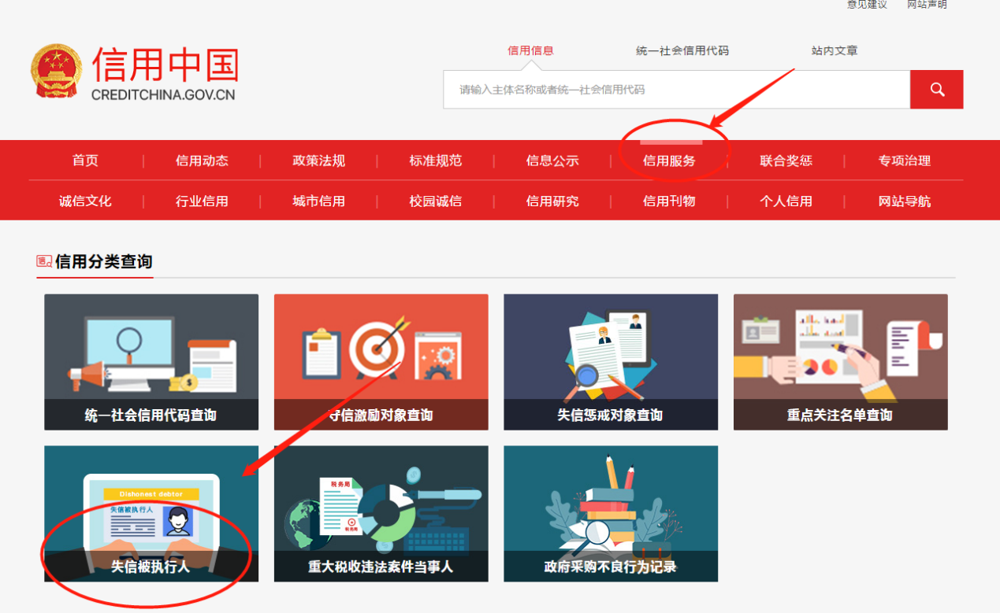 意见建议 网站声明
信用中国
CREDITCHINA.GOV.CN
信用信息 统一社会信用代码 站内文章
请输入主体名称或者统一社会信用代码
首页 信用动态 政策法规 标准规范 信息公示 信用服务 联合奖惩 专项治理
诚信文化 行业信用 城市信用 校园诚信 信用研究 信用刊物 个人信用 网站导航
信用分类查询
统一社会信用代码查询
守信激励对象查询
失信惩戒对象查询
重点关注名单查询
Dishonest debtor
失信被执行人
失信被执行人
税务局
税务局
重大税收违法案件当事人
政府采购不良行为记录